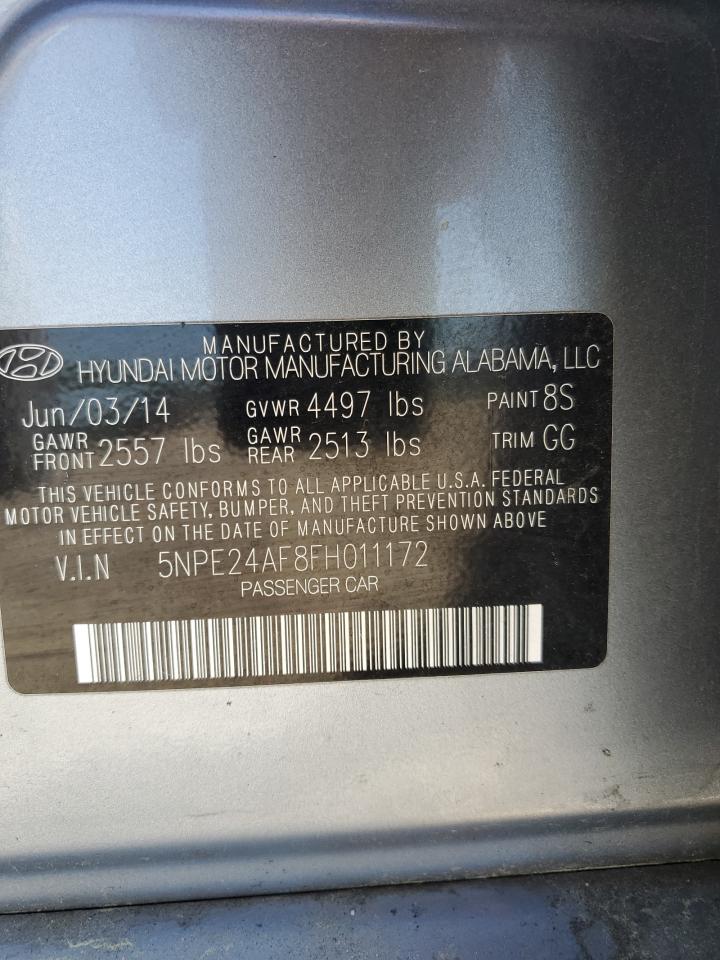 MANUFACTURED BY
HYUNDAI MOTOR MANUFACTURING ALABAMA, LLC
Jun/03/14 GVWR 4497 lbs PAINT 8S
GAWR FRONT 2557 lbs GAWR REAR 2513 lbs TRIM GG
THIS VEHICLE CONFORMS TO ALL APPLICABLE U.S.A. FEDERAL
MOTOR VEHICLE SAFETY, BUMPER, AND THEFT PREVENTION STANDARDS
IN EFFECT ON THE DATE OF MANUFACTURE SHOWN ABOVE
V.I.N 5NPE24AF8FH011172
PASSENGER CAR